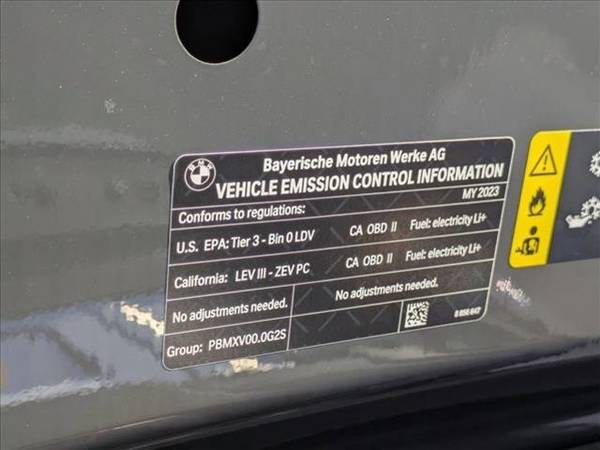 BMW
Bayerische Motoren Werke AG
VEHICLE EMISSION CONTROL INFORMATION
MY 2023
Conforms to regulations:
U.S. EPA: Tier 3 - Bin 0 LDV CA OBD II Fuel: electricity Li+
California: LEV III - ZEV PC CA OBD II Fuel: electricity Li+
No adjustments needed. No adjustments needed.
Group: PBMXV00.0G2S